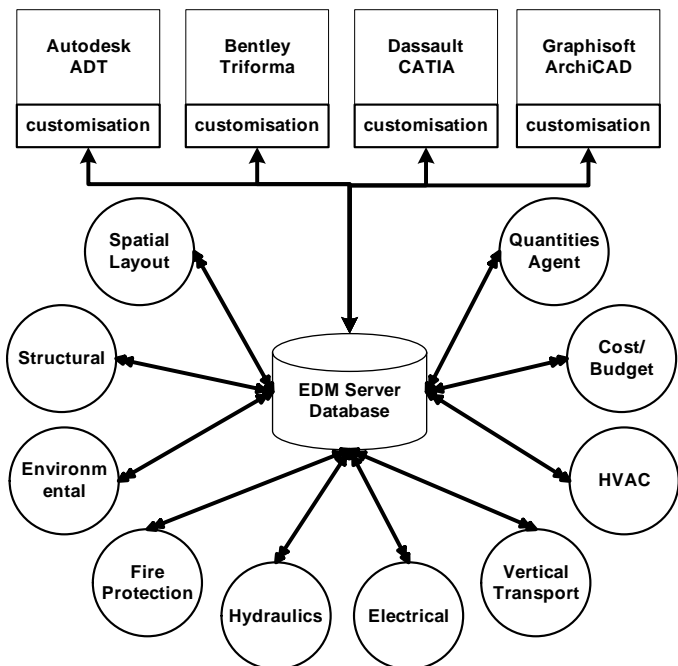 Autodesk
ADT
customisation
Bentley
Triforma
customisation
Dassault
CATIA
customisation
Graphisoft
ArchiCAD
customisation
Spatial
Layout
Quantities
Agent
Structural
Cost/
Budget
EDM Server
Database
Environm
ental
HVAC
Fire
Protection
Hydraulics
Electrical
Vertical
Transport